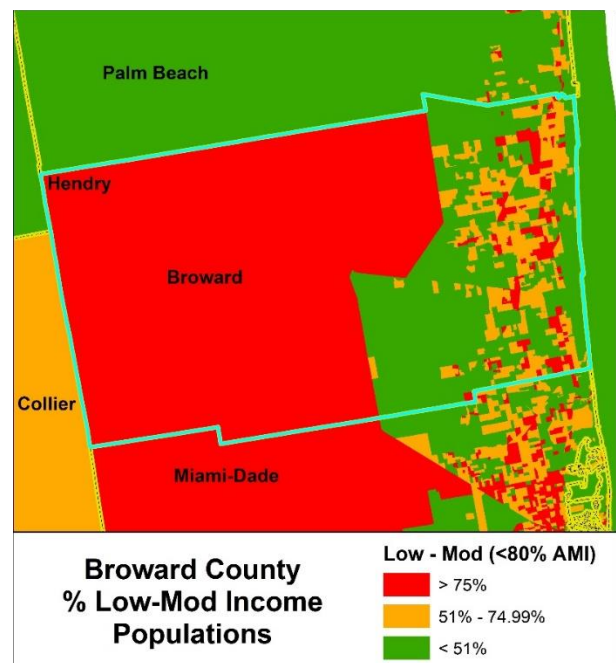 Palm Beach
Hendry
Broward
Collier
Miami-Dade
Broward County
% Low-Mod Income
Populations
Low - Mod (<80% AMI)
> 75%
51% - 74.99%
< 51%